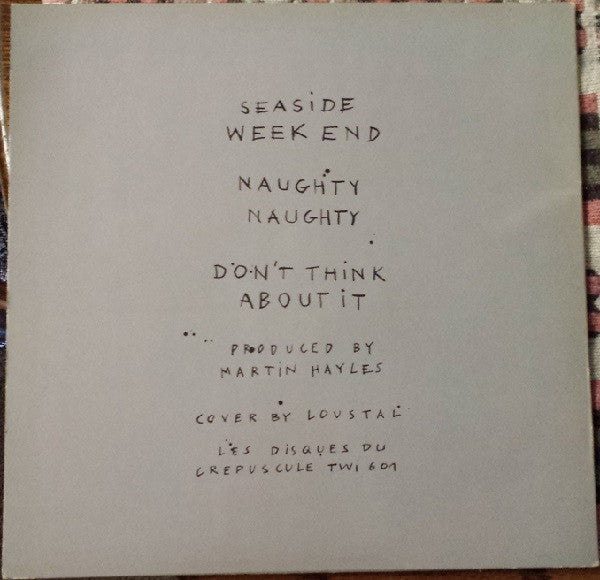 SEASiDE
WEEK END
NAUGHTY
NAUGHTY
DON'T THINK
ABOUT iT
PRODUCED BY
MARTiN HAYLES
COVER BY LOUSTAL
LES DiSQUES DU
CREPUSCULE TWI 601